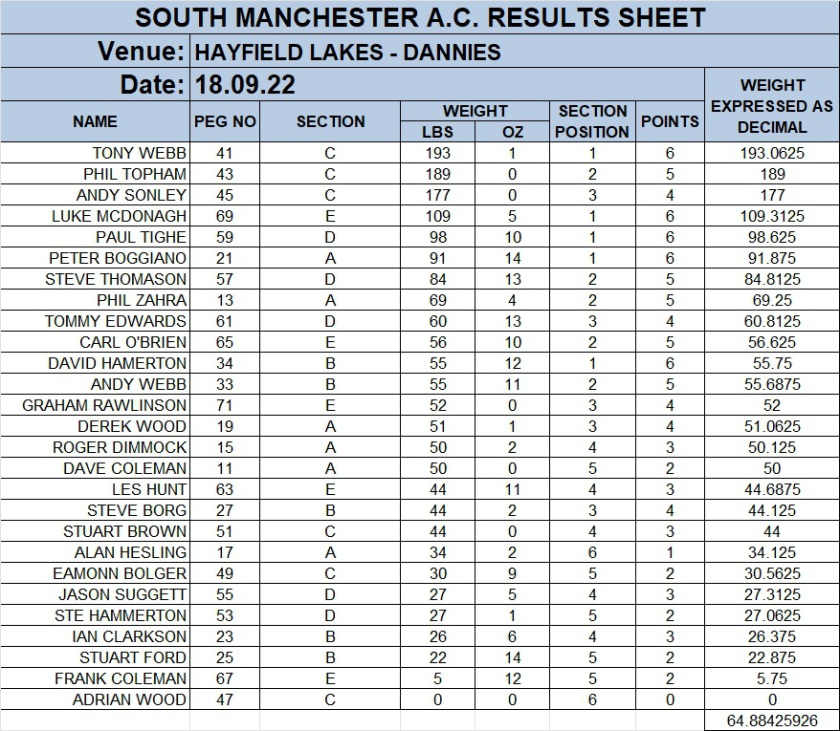 SOUTH MANCHESTER A.C. RESULTS SHEET
Venue: HAYFIELD LAKES - DANNIES
Date: 18.09.22
NAME PEG NO SECTION WEIGHT LBS OZ SECTION POSITION POINTS WEIGHT EXPRESSED AS DECIMAL
TONY WEBB 41 C 193 1 1 6 193.0625
PHIL TOPHAM 43 C 189 0 2 5 189
ANDY SONLEY 45 C 177 0 3 4 177
LUKE MCDONAGH 69 E 109 5 1 6 109.3125
PAUL TIGHE 59 D 98 10 1 6 98.625
PETER BOGGIANO 21 A 91 14 1 6 91.875
STEVE THOMASON 57 D 84 13 2 5 84.8125
PHIL ZAHRA 13 A 69 4 2 5 69.25
TOMMY EDWARDS 61 D 60 13 3 4 60.8125
CARL O'BRIEN 65 E 56 10 2 5 56.625
DAVID HAMERTON 34 B 55 12 1 6 55.75
ANDY WEBB 33 B 55 11 2 5 55.6875
GRAHAM RAWLINSON 71 E 52 0 3 4 52
DEREK WOOD 19 A 51 1 3 4 51.0625
ROGER DIMMOCK 15 A 50 2 4 3 50.125
DAVE COLEMAN 11 A 50 0 5 2 50
LES HUNT 63 E 44 11 4 3 44.6875
STEVE BORG 27 B 44 2 3 4 44.125
STUART BROWN 51 C 44 0 4 3 44
ALAN HESLING 17 A 34 2 6 1 34.125
EAMONN BOLGER 49 C 30 9 5 2 30.5625
JASON SUGGETT 55 D 27 5 4 3 27.3125
STE HAMMERTON 53 D 27 1 5 2 27.0625
IAN CLARKSON 23 B 26 6 4 3 26.375
STUART FORD 25 B 22 14 5 2 22.875
FRANK COLEMAN 67 E 5 12 5 2 5.75
ADRIAN WOOD 47 C 0 0 6 0 0
64.88425926